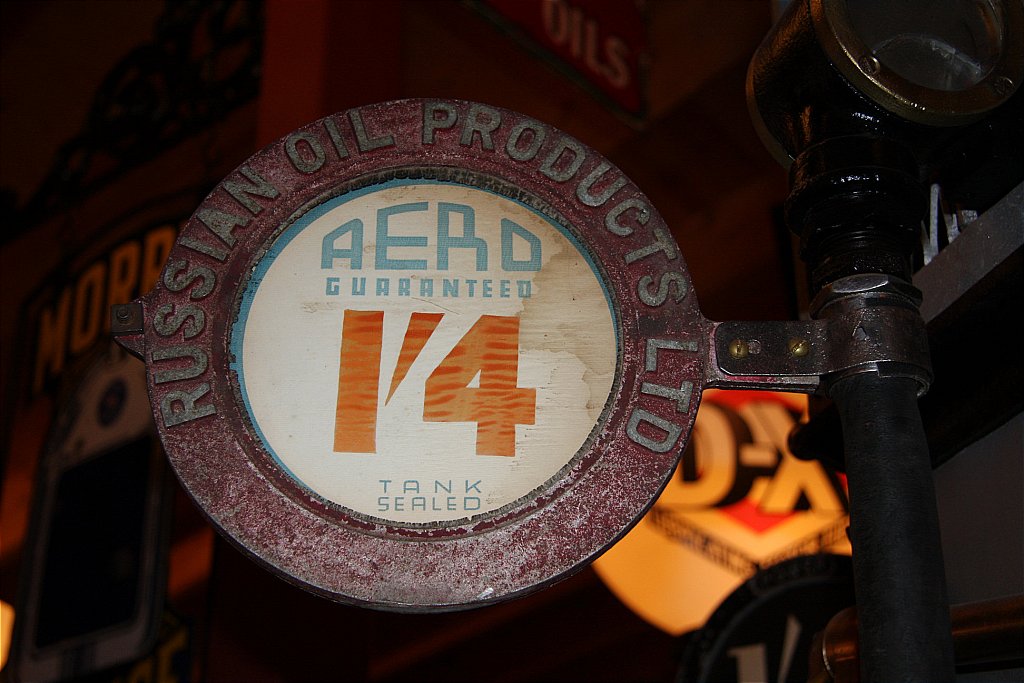 OILS
RUSSIAN OIL PRODUCTS LTD
AERO
GUARANTEED
1'4
TANK
SEALED
D-X